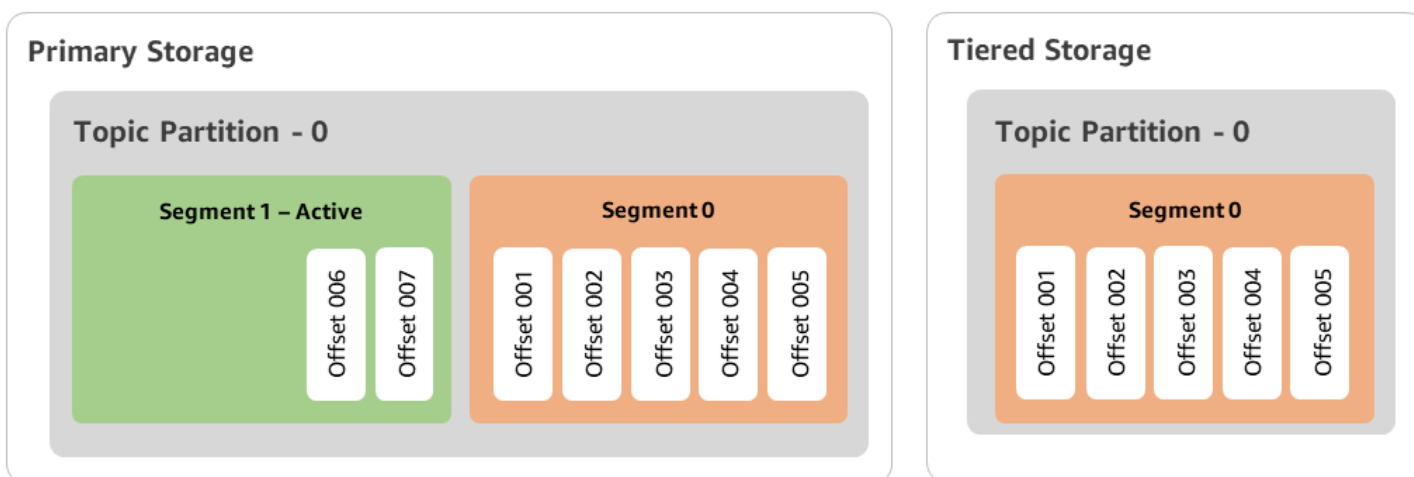 Primary Storage
Topic Partition - 0
Segment 1 – Active
Offset 006
Offset 007
Segment 0
Offset 001
Offset 002
Offset 003
Offset 004
Offset 005
Tiered Storage
Topic Partition - 0
Segment 0
Offset 001
Offset 002
Offset 003
Offset 004
Offset 005